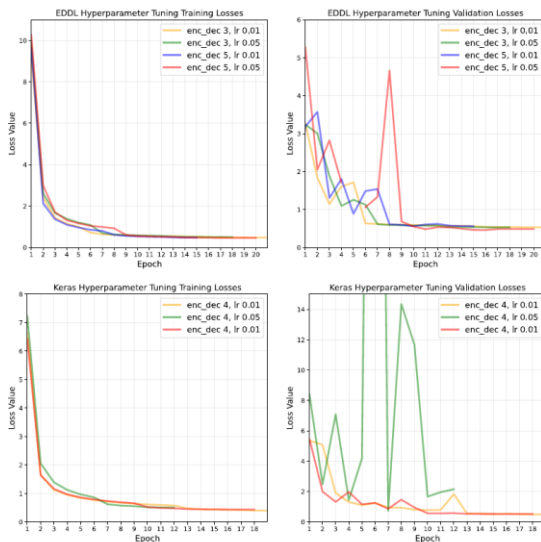 EDDL Hyperparameter Tuning Training Losses
enc_dec 3, lr 0.01
enc_dec 3, lr 0.05
enc_dec 5, lr 0.01
enc_dec 5, lr 0.05
Loss Value
10
8
6
4
2
1 2 3 4 5 6 7 8 9 10 11 12 13 14 15 16 17 18 19 20
Epoch
EDDL Hyperparameter Tuning Validation Losses
enc_dec 3, lr 0.01
enc_dec 3, lr 0.05
enc_dec 5, lr 0.01
enc_dec 5, lr 0.05
Loss Value
6
5
4
3
2
1
1 2 3 4 5 6 7 8 9 10 11 12 13 14 15 16 17 18 19 20
Epoch
Keras Hyperparameter Tuning Training Losses
enc_dec 4, lr 0.01
enc_dec 4, lr 0.05
enc_dec 4, lr 0.01
Loss Value
8
7
6
5
4
3
2
1
0
1 2 3 4 5 6 7 8 9 10 11 12 13 14 15 16 17 18
Epoch
Keras Hyperparameter Tuning Validation Losses
enc_dec 4, lr 0.01
enc_dec 4, lr 0.05
enc_dec 4, lr 0.01
Loss Value
14
12
10
8
6
4
2
1 2 3 4 5 6 7 8 9 10 11 12 13 14 15 16 17 18
Epoch